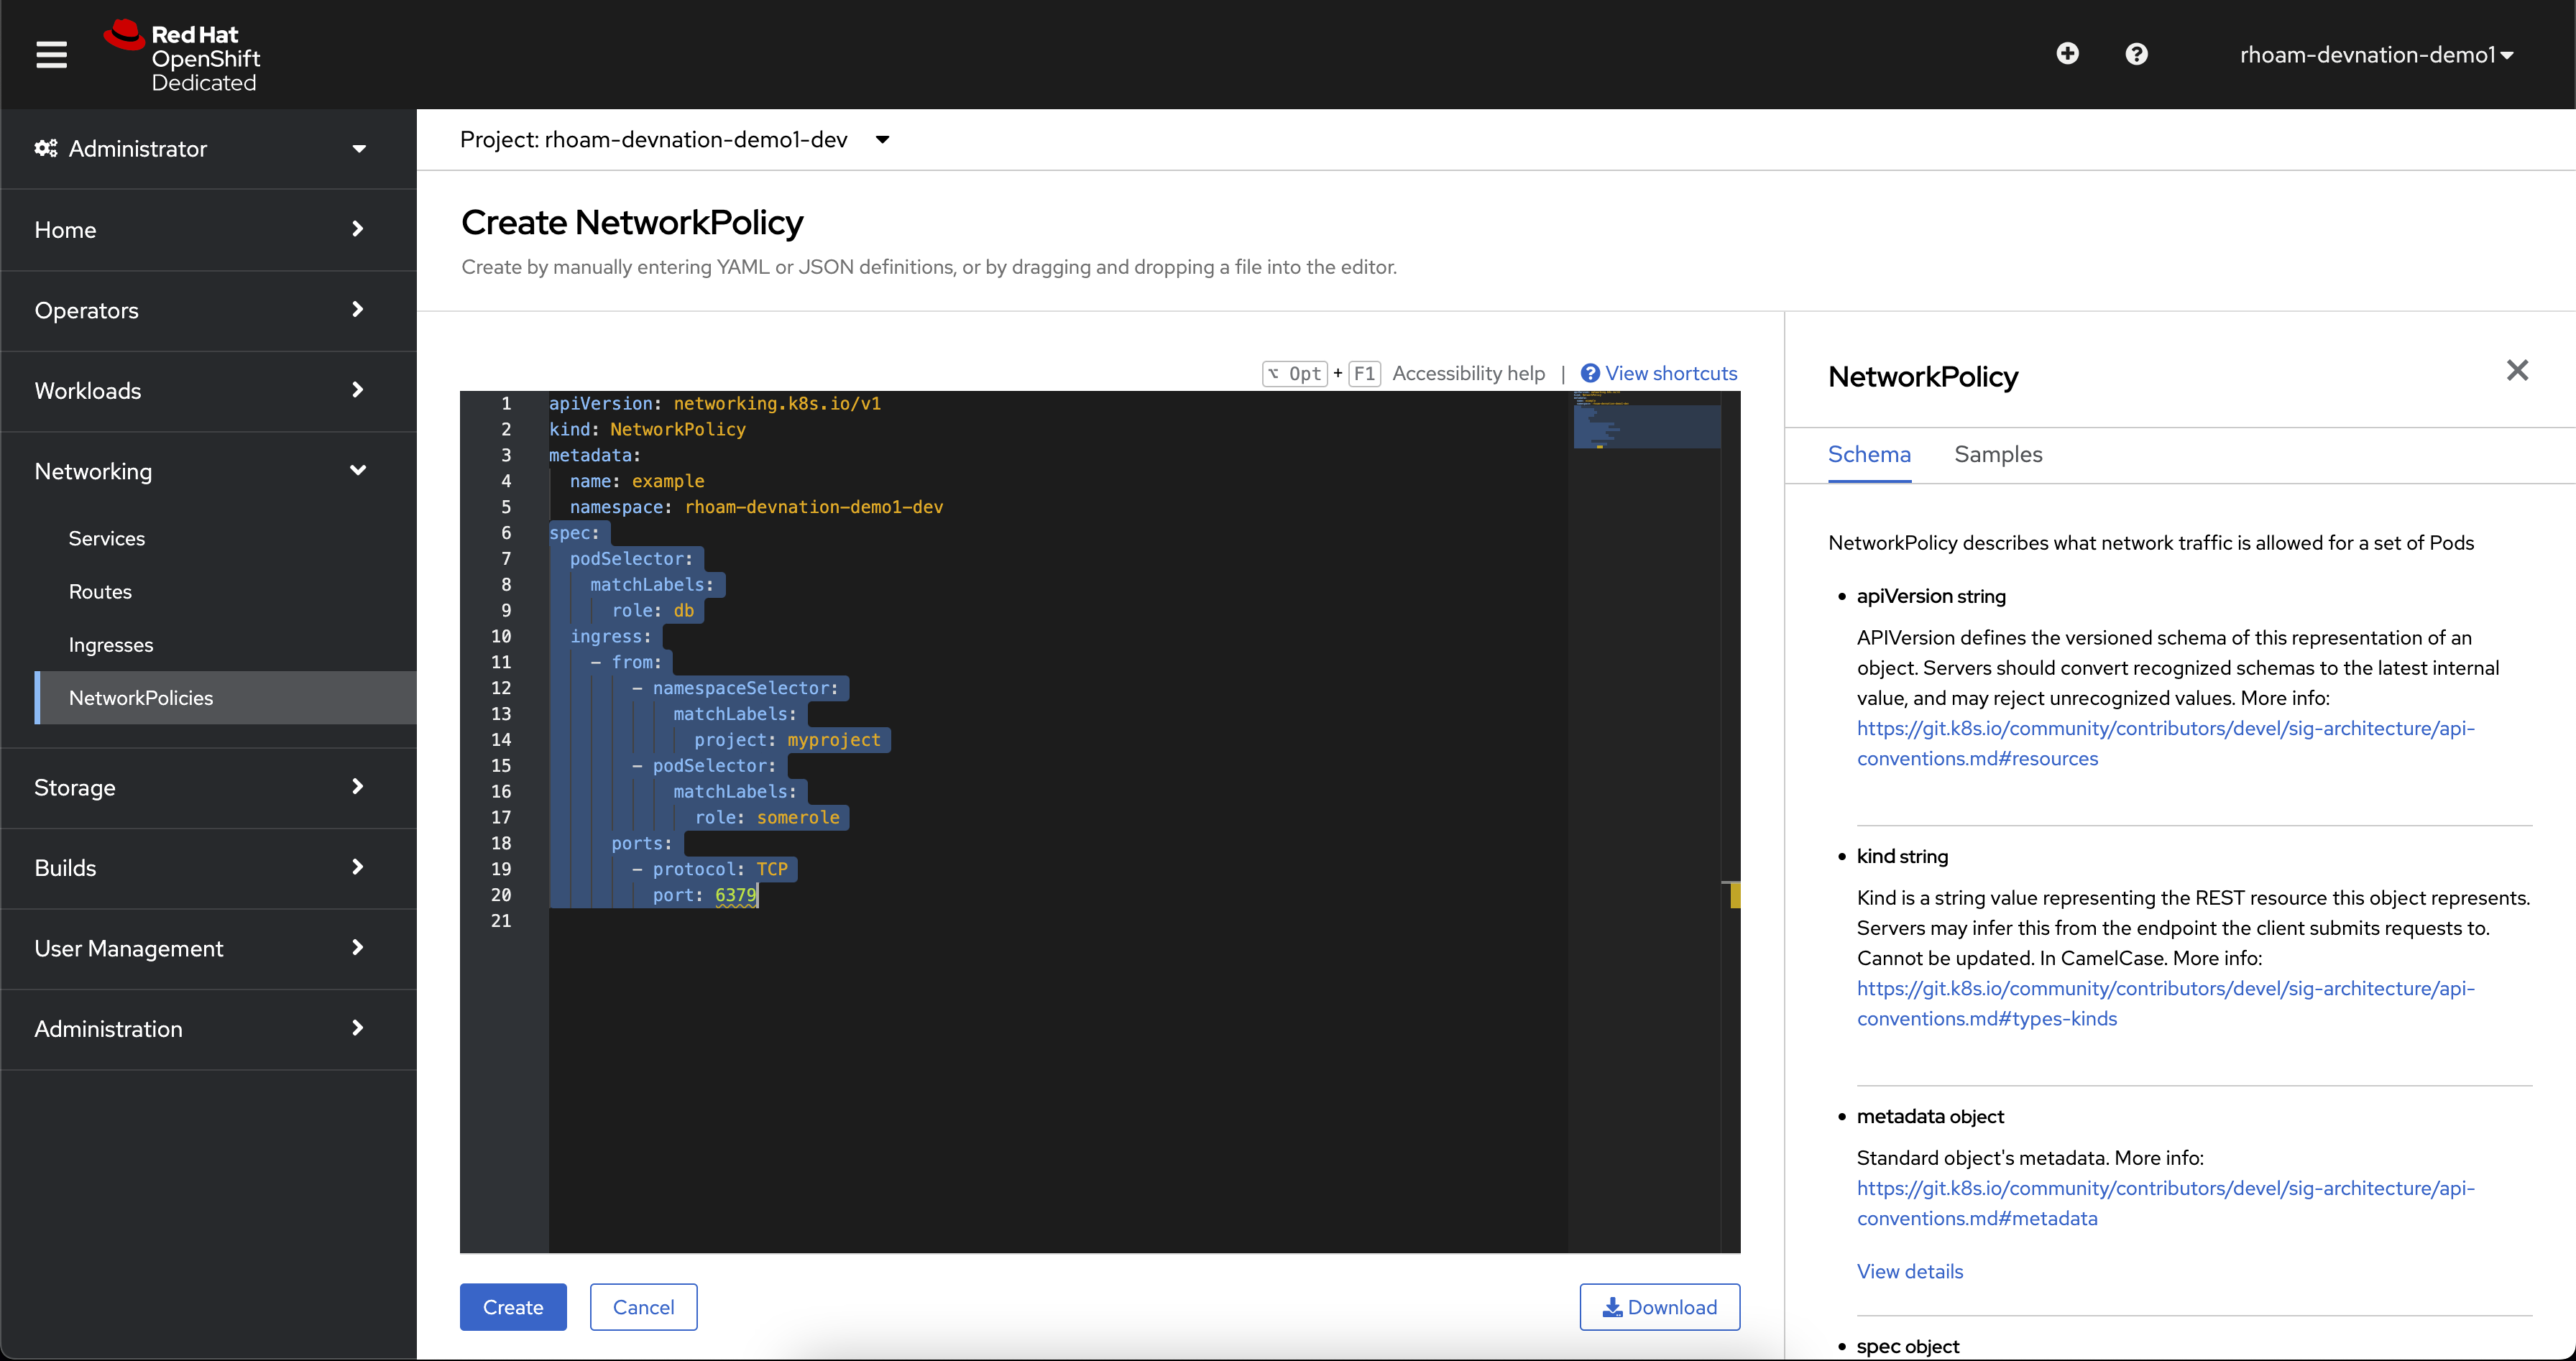 Red Hat
OpenShift
Dedicated
rhoam-devnation-demo1
Administrator
Home
Operators
Workloads
Networking
Services
Routes
Ingresses
NetworkPolicies
Storage
Builds
User Management
Administration
Project: rhoam-devnation-demo1-dev
Create NetworkPolicy
Create by manually entering YAML or JSON definitions, or by dragging and dropping a file into the editor.
⌥ Opt + F1 Accessibility help | View shortcuts
1 apiVersion: networking.k8s.io/v1
2 kind: NetworkPolicy
3 metadata:
4   name: example
5   namespace: rhoam-devnation-demo1-dev
6 spec:
7   podSelector:
8     matchLabels:
9       role: db
10   ingress:
11     - from:
12         - namespaceSelector:
13             matchLabels:
14               project: myproject
15         - podSelector:
16             matchLabels:
17               role: somerole
18       ports:
19         - protocol: TCP
20           port: 6379
21
Create
Cancel
Download
NetworkPolicy
Schema Samples
NetworkPolicy describes what network traffic is allowed for a set of Pods
• apiVersion string
APIVersion defines the versioned schema of this representation of an
object. Servers should convert recognized schemas to the latest internal
value, and may reject unrecognized values. More info:
https://git.k8s.io/community/contributors/devel/sig-architecture/api-
conventions.md#resources
• kind string
Kind is a string value representing the REST resource this object represents.
Servers may infer this from the endpoint the client submits requests to.
Cannot be updated. In CamelCase. More info:
https://git.k8s.io/community/contributors/devel/sig-architecture/api-
conventions.md#types-kinds
• metadata object
Standard object's metadata. More info:
https://git.k8s.io/community/contributors/devel/sig-architecture/api-
conventions.md#metadata
View details
• spec object